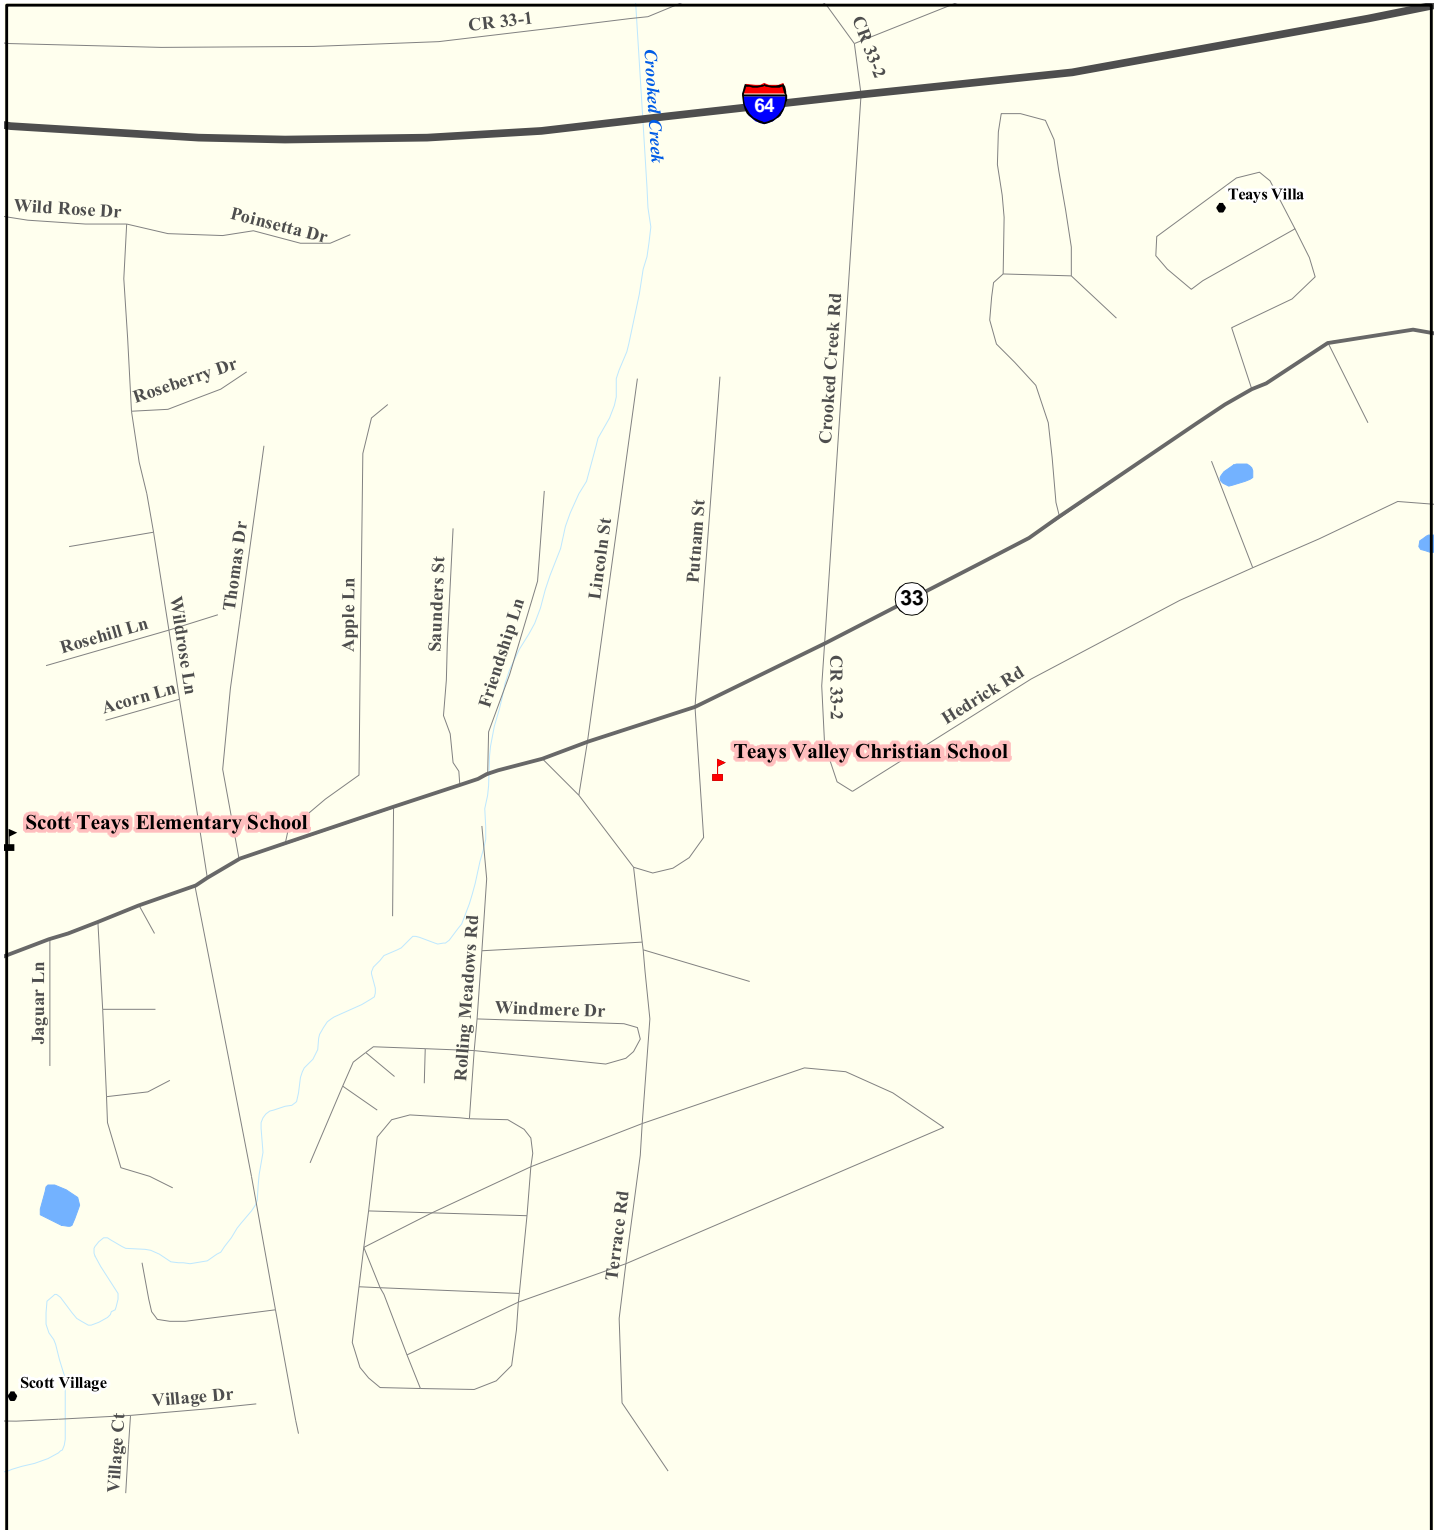 CR 33-1
CR 33-2
Crooked Creek
64
Wild Rose Dr
Poinsetta Dr
Teays Villa
Crooked Creek Rd
Roseberry Dr
Thomas Dr
Apple Ln
Saunders St
Lincoln St
Putnam St
33
Rosehill Ln
Wildrose Ln
Friendship Ln
Acorn Ln
CR 33-2
Hedrick Rd
Teays Valley Christian School
Scott Teays Elementary School
Jaguar Ln
Rolling Meadows Rd
Windmere Dr
Terrace Rd
Scott Village
Village Dr
Village Ct